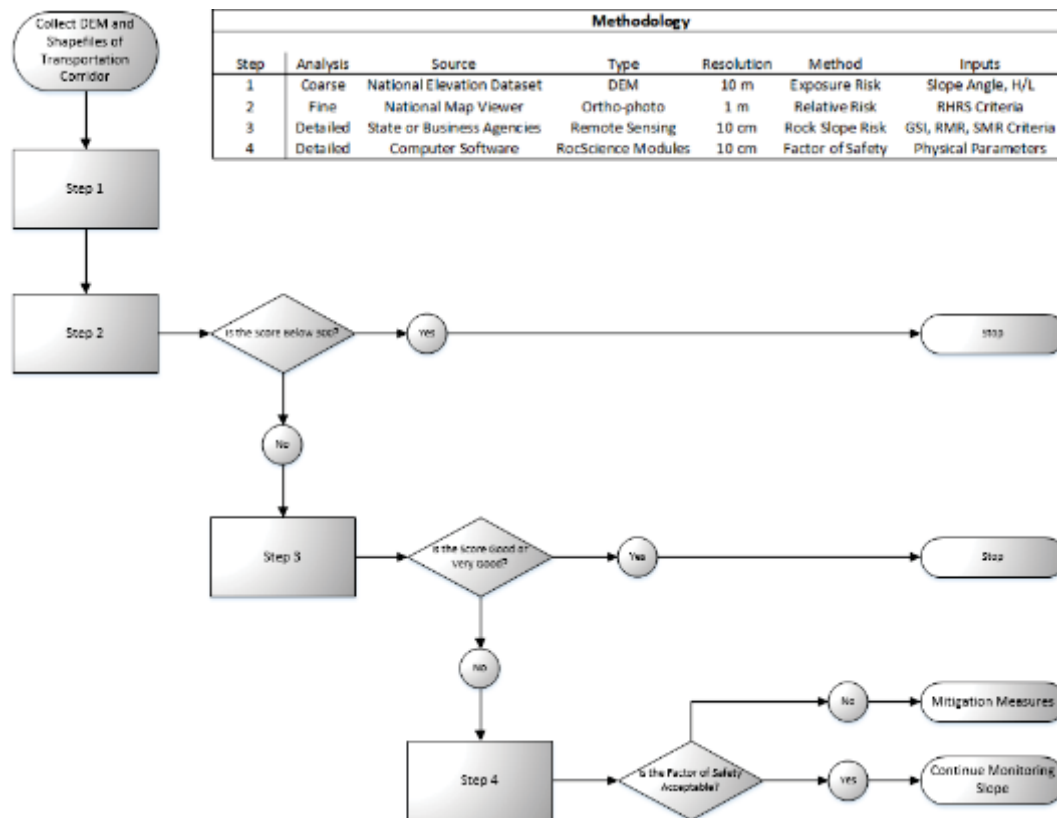 Collect DEM and
Shapefiles of
Transportation
Corridor
Methodology
Step Analysis Source Type Resolution Method Inputs
1 Coarse National Elevation Dataset DEM 10 m Exposure Risk Slope Angle, H/L
2 Fine National Map Viewer Ortho-photo 1 m Relative Risk RHRS Criteria
3 Detailed State or Business Agencies Remote Sensing 10 cm Rock Slope Risk GSI, RMR, SMR Criteria
4 Detailed Computer Software RocScience Modules 10 cm Factor of Safety Physical Parameters
Step 1
Step 2
Is the Score Below 300?
Yes
Stop
No
Step 3
Is the Score Good or
Very Good?
Yes
Stop
No
No
Mitigation Measures
Step 4
Is the Factor of Safety
Acceptable?
Yes
Continue Monitoring
Slope